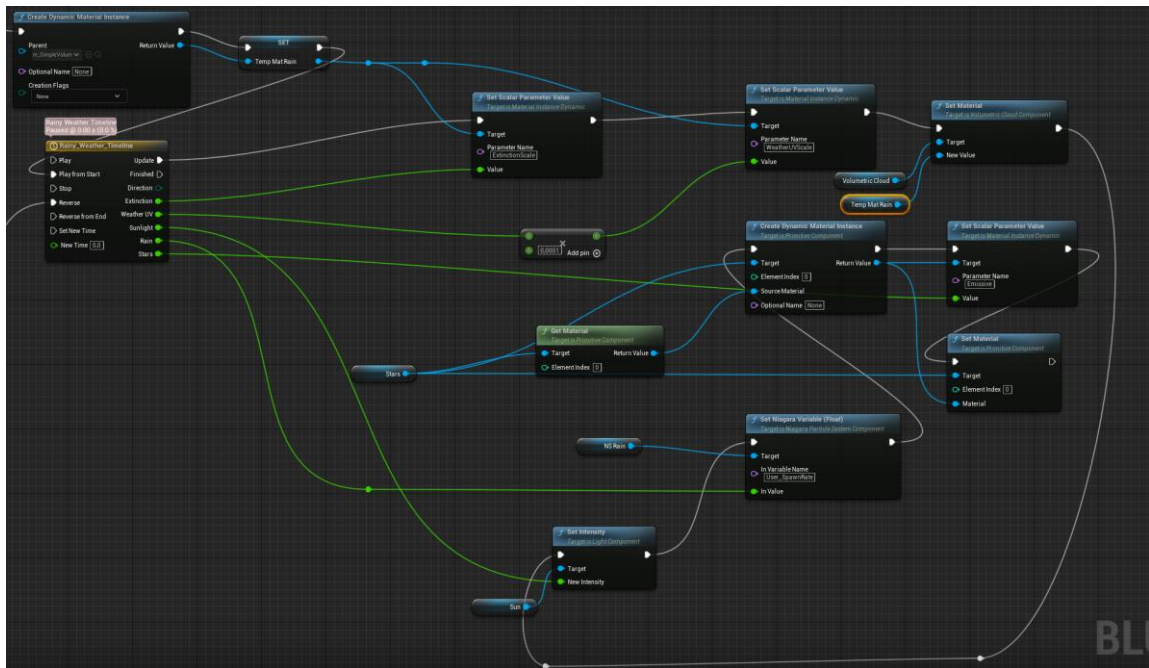 Create Dynamic Material Instance
Parent
Return Value
m_SimpleVolum
Optional Name None
Creation Flags
None
SET
Temp Mat Rain
Rainy Weather Timeline
Paused @ 0.00 s (0.0 %)
Rainy_Weather_Timeline
Play
Update
Play from Start
Finished
Stop
Direction
Reverse
Extinction
Reverse from End
Weather UV
Set New Time
Sunlight
New Time 0.0
Rain
Stars
Set Scalar Parameter Value
Target is Material Instance Dynamic
Target
Parameter Name
ExtinctionScale
Value
Set Scalar Parameter Value
Target is Material Instance Dynamic
Target
Parameter Name
WeatherUVScale
Value
Set Material
Target is Volumetric Cloud Component
Target
New Value
Volumetric Cloud
Temp Mat Rain
Add pin
Create Dynamic Material Instance
Target is Primitive Component
Target
Return Value
Element Index 0
Source Material
Optional Name None
Set Scalar Parameter Value
Target is Material Instance Dynamic
Target
Parameter Name
Emissive
Value
Get Material
Target is Primitive Component
Target
Return Value
Element Index 0
Stars
Set Material
Target is Primitive Component
Target
Element Index 0
Material
Set Niagara Variable (Float)
Target is Niagara Particle System Component
Target
In Variable Name
User_SpawnRate
In Value
NS Rain
Set Intensity
Target is Light Component
Target
New Intensity
Sun
BLU